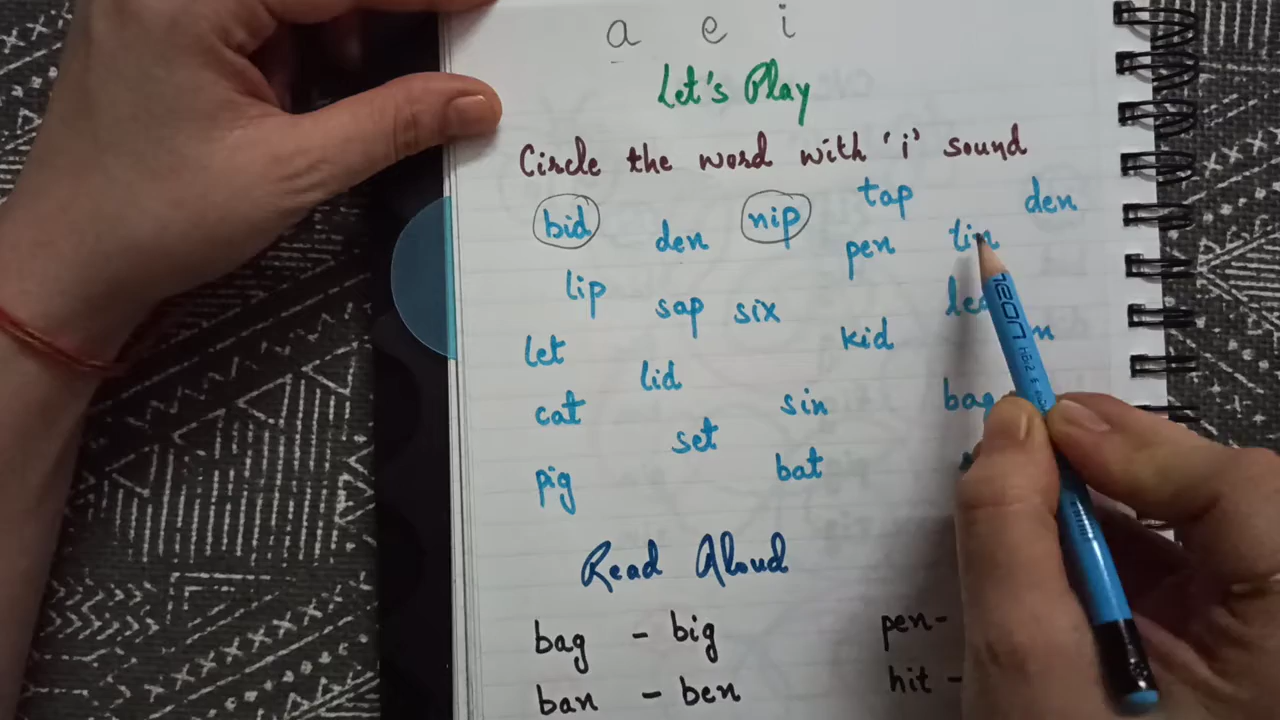 a e i
Let's Play
Circle the word with 'i' sound
bid den nip tap den
pen tin
lip sap six
let kid
lid
cat sin bag
set
pig bat
Read Aloud
bag - big pen-
ban - ben hit -